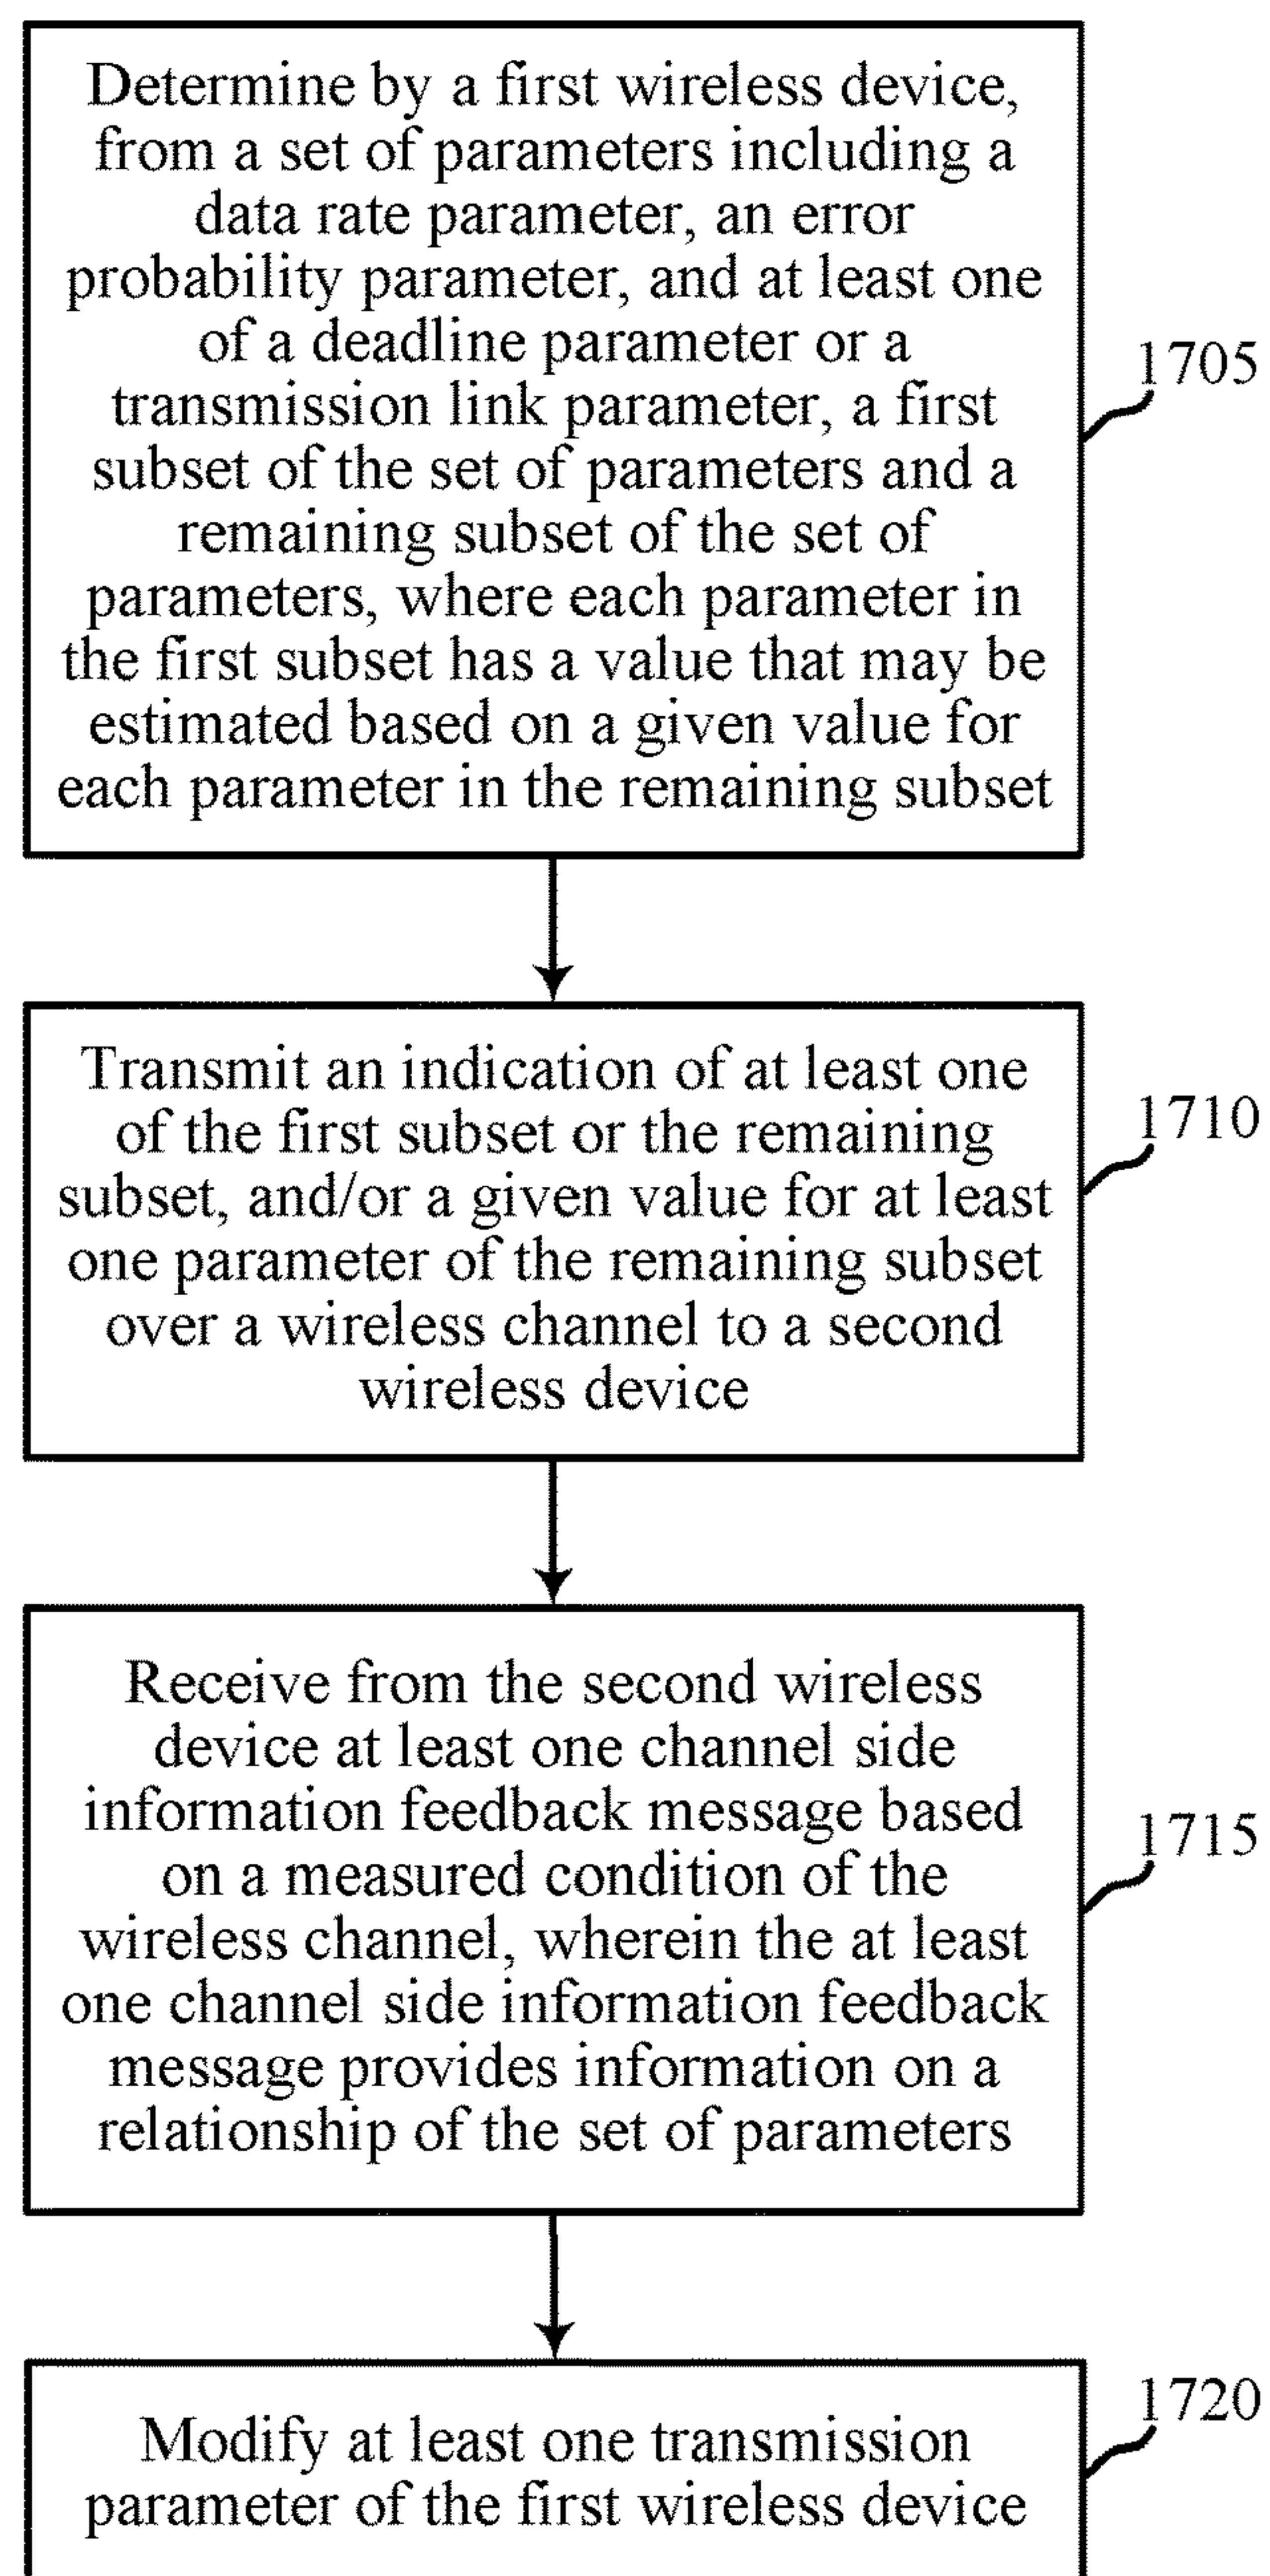 Determine by a first wireless device,
from a set of parameters including a
data rate parameter, an error
probability parameter, and at least one
of a deadline parameter or a
transmission link parameter, a first
subset of the set of parameters and a
remaining subset of the set of
parameters, where each parameter in
the first subset has a value that may be
estimated based on a given value for
each parameter in the remaining subset
1705
Transmit an indication of at least one
of the first subset or the remaining
subset, and/or a given value for at least
one parameter of the remaining subset
over a wireless channel to a second
wireless device
1710
Receive from the second wireless
device at least one channel side
information feedback message based
on a measured condition of the
wireless channel, wherein the at least
one channel side information feedback
message provides information on a
relationship of the set of parameters
1715
Modify at least one transmission
parameter of the first wireless device
1720